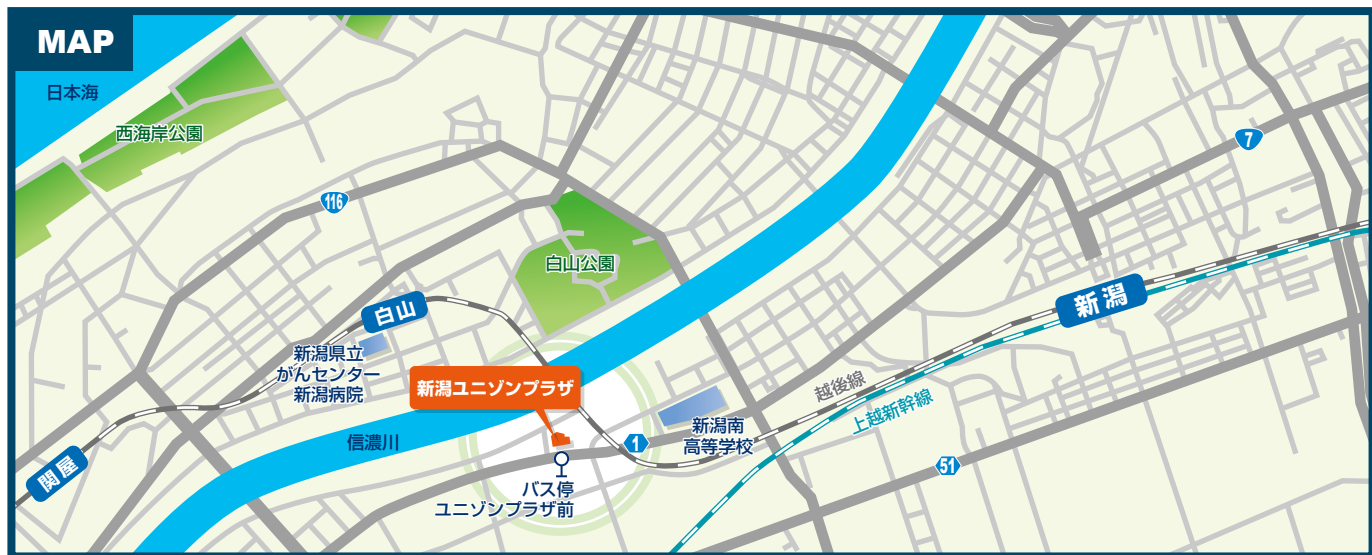 MAP
日本海
西海岸公園
116
7
白山公園
白山
新潟
新潟県立
がんセンター
新潟病院
新潟ユニゾンプラザ
越後線
上越新幹線
新潟南
高等学校
信濃川
1
51
関屋
バス停
ユニゾンプラザ前